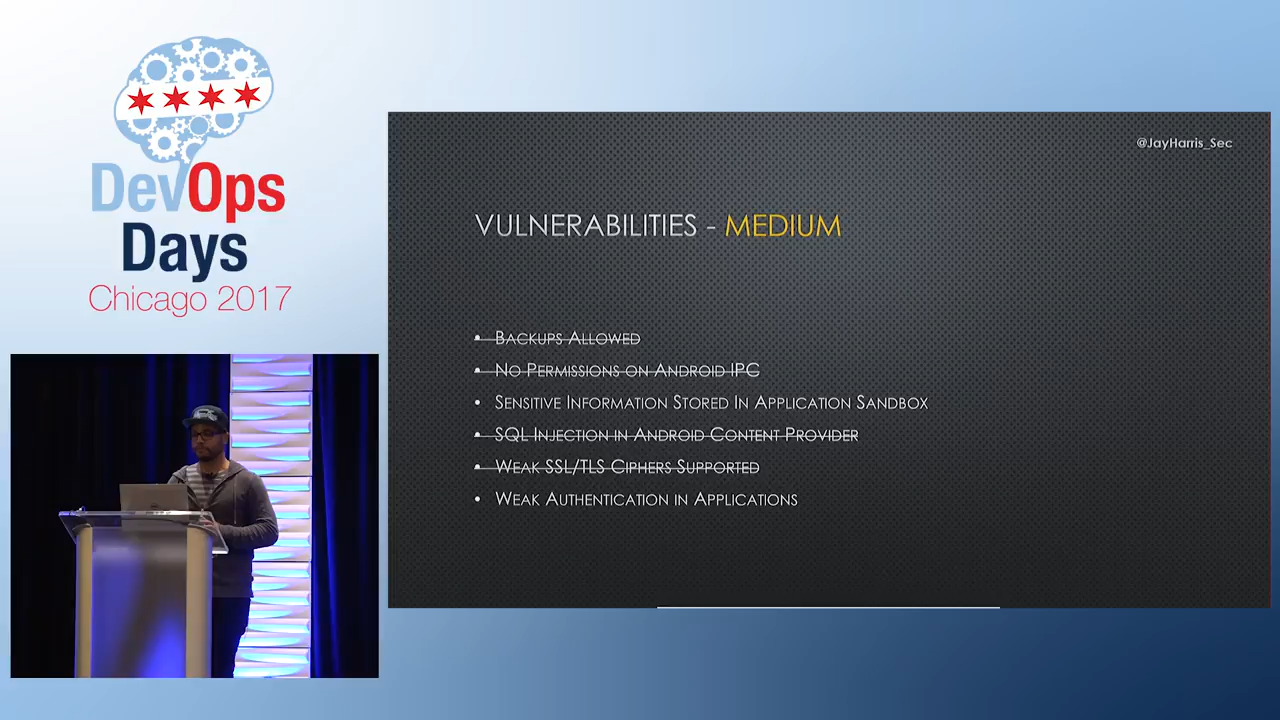 DevOps
Days
Chicago 2017
@JayHarris_Sec
VULNERABILITIES - MEDIUM
• BACKUPS ALLOWED
• NO PERMISSIONS ON ANDROID IPC
• SENSITIVE INFORMATION STORED IN APPLICATION SANDBOX
• SQL INJECTION IN ANDROID CONTENT PROVIDER
• WEAK SSL/TLS CIPHERS SUPPORTED
• WEAK AUTHENTICATION IN APPLICATIONS